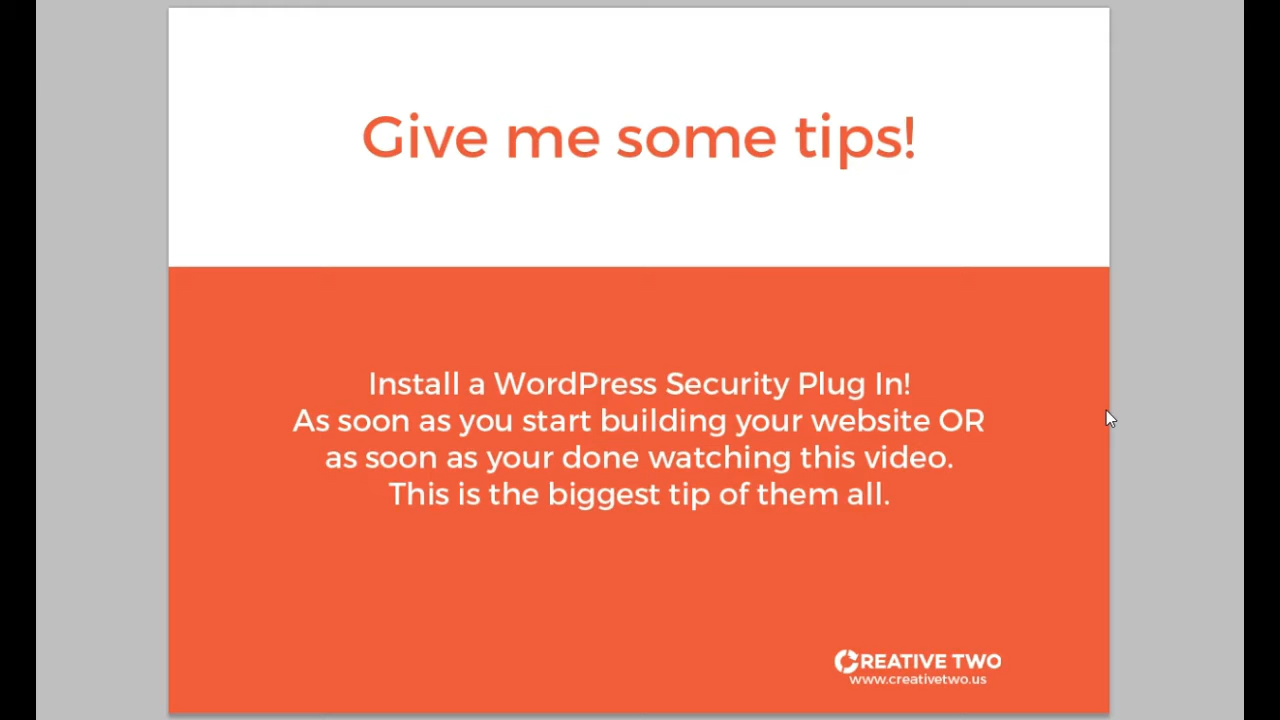 Give me some tips!
Install a WordPress Security Plug In!
As soon as you start building your website OR
as soon as your done watching this video.
This is the biggest tip of them all.
CREATIVE TWO
www.creativetwo.us